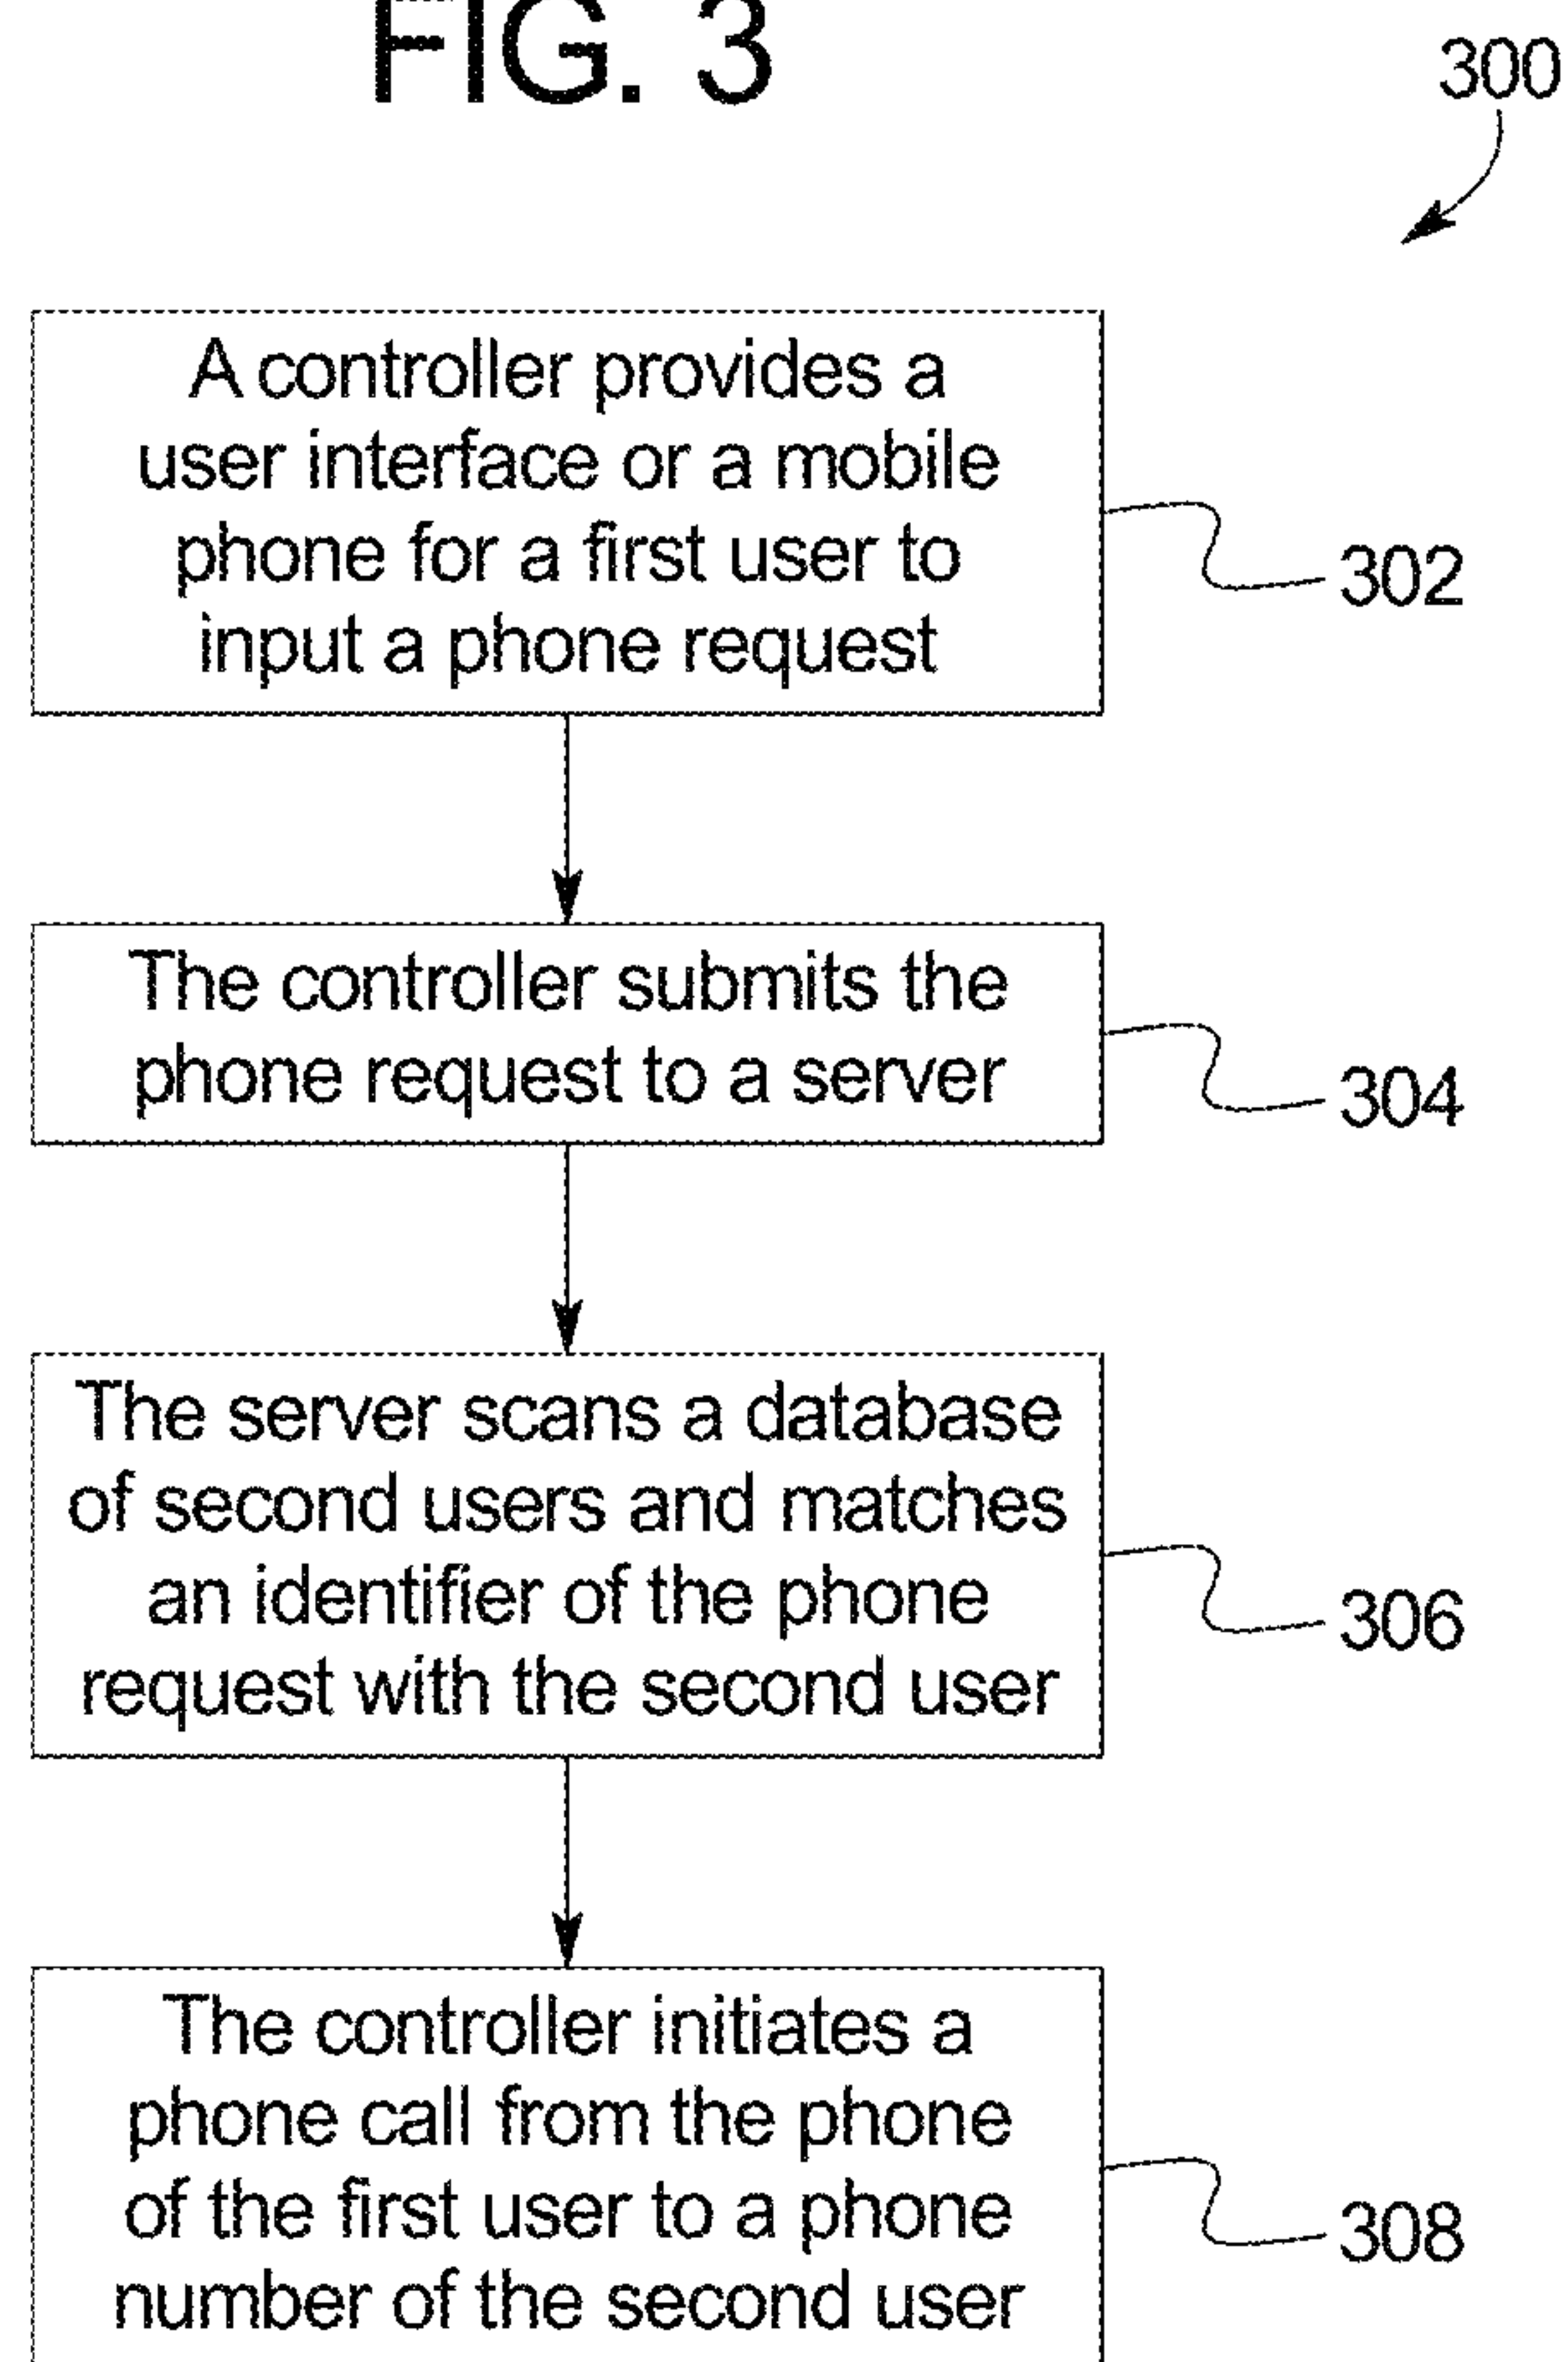 FIG. 3
300
A controller provides a
user interface or a mobile
phone for a first user to
input a phone request
302
The controller submits the
phone request to a server
304
The server scans a database
of second users and matches
an identifier of the phone
request with the second user
306
The controller initiates a
phone call from the phone
of the first user to a phone
number of the second user
308